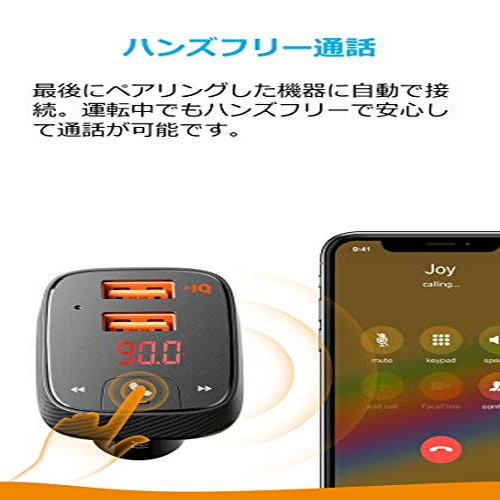 ハンズフリー通話
最後にペアリングした機器に自動で接
続。運転中でもハンズフリーで安心し
て通話が可能です。
9:41
Joy
calling...
IQ
mute keypad spea
90.0
add call FaceTime cont